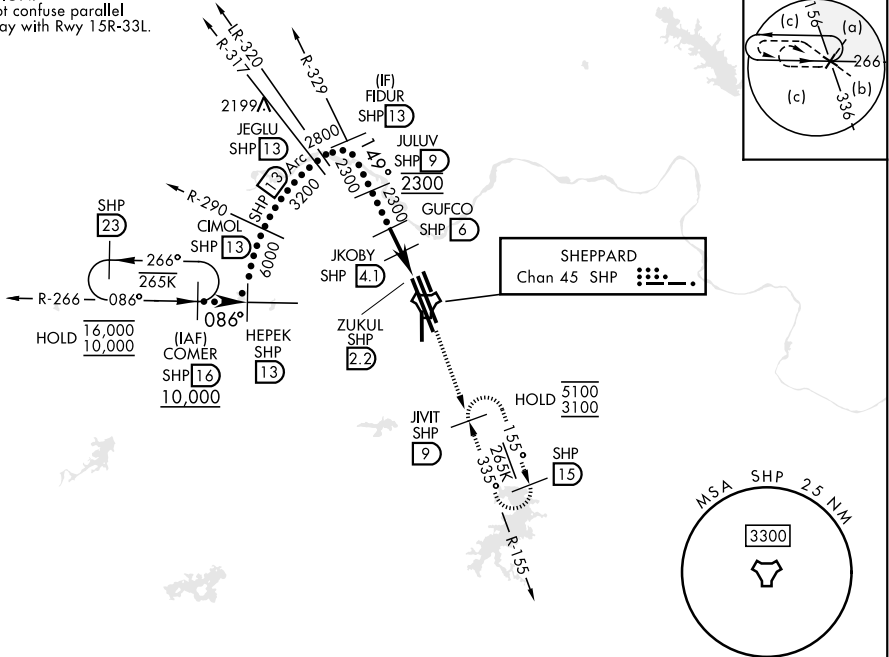 ot confuse parallel
ay with Rwy 15R-33L.
LR-320
R-317
R-329
2199
(IF)
FIDUR
SHP 13
JEGLU
SHP 13
2800
149°
JULUV
SHP 9
2300
SHP 13 Arc
3200
2300
2300
R-290
GUFCO
SHP 6
CIMOL
SHP 13
SHP
23
6000
JKOBY
SHP 4.1
SHEPPARD
Chan 45 SHP
266°
265K
R-266
086°
086°
HOLD 16,000
10,000
(IAF)
COMER
SHP 16
10,000
HEPEK
SHP
13
ZUKUL
SHP
2.2
HOLD 5100
3100
JIVIT
SHP
9
155°
265K
335°
SHP
15
R-155
(c)
156
(a)
266
(b)
(c)
336
MSA SHP 25 NM
3300